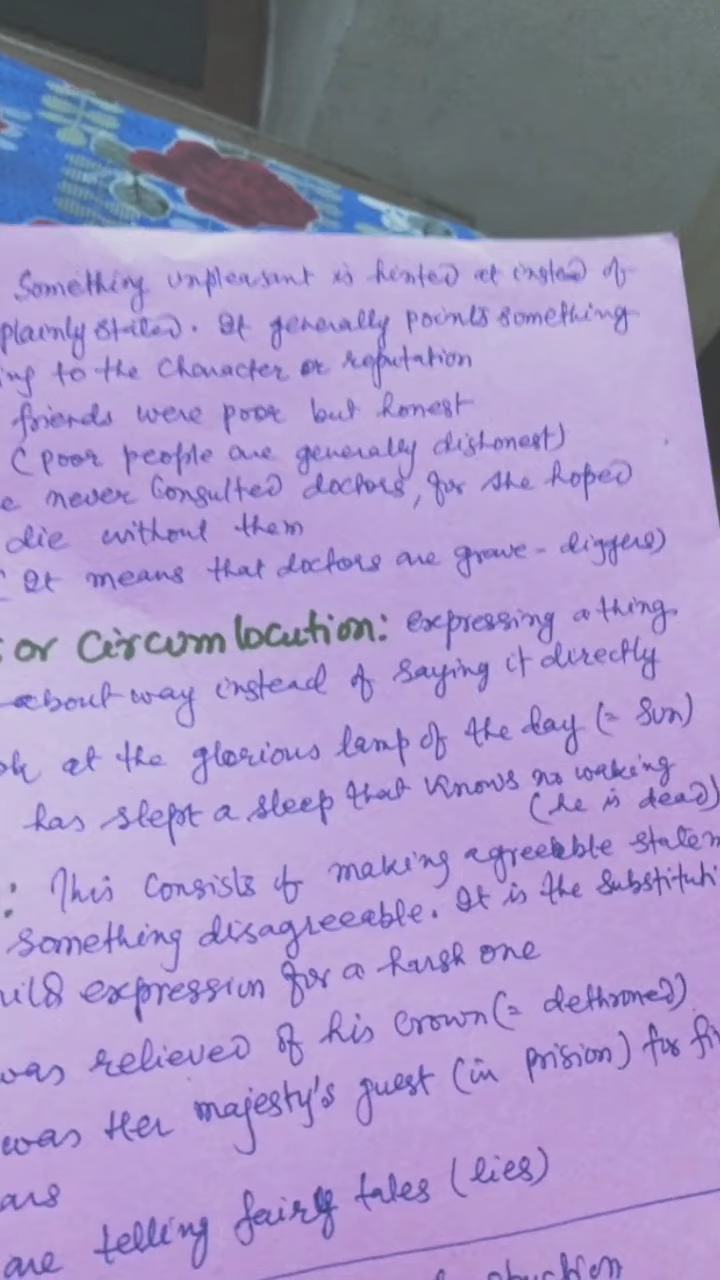 Something unpleasant is hinted at instead of
plainly stated. It generally points something
ing to the character or reputation
friends were poor but honest
(poor people are generally dishonest)
e never Consulted doctors, for she hoped
die without them
(It means that doctors are grave-diggers)
or Circumlocution: expressing a thing
about way instead of saying it directly
ok at the glorious lamp of the day (= Sun)
has slept a sleep that knows no waking
(he is dead)
: This consists of making agreeable statem
something disagreeable. It is the substituti
mild expression for a harsh one
was relieved of his crown (= dethroned)
was Her majesty's guest (in prision) for fi
ars
are telling fairy tales (lies)